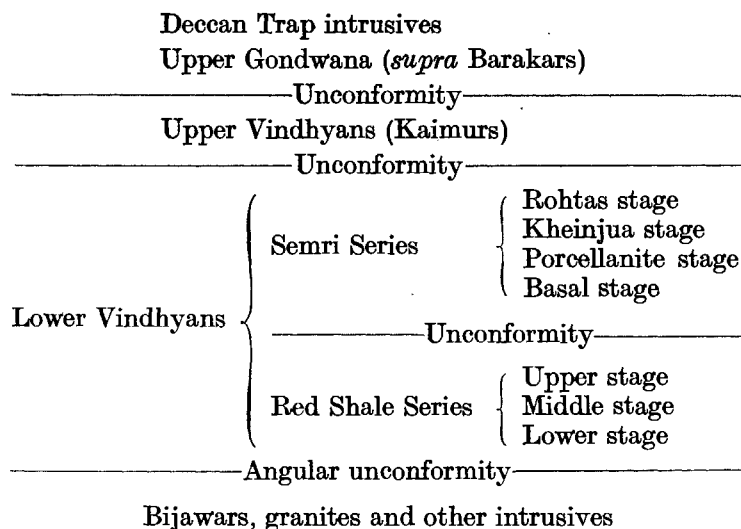 Deccan Trap intrusives
Upper Gondwana (supra Barakars)
Unconformity
Upper Vindhyans (Kaimurs)
Unconformity
Lower Vindhyans
Semri Series
Rohtas stage
Kheinjua stage
Porcellanite stage
Basal stage
Unconformity
Red Shale Series
Upper stage
Middle stage
Lower stage
Angular unconformity
Bijawars, granites and other intrusives